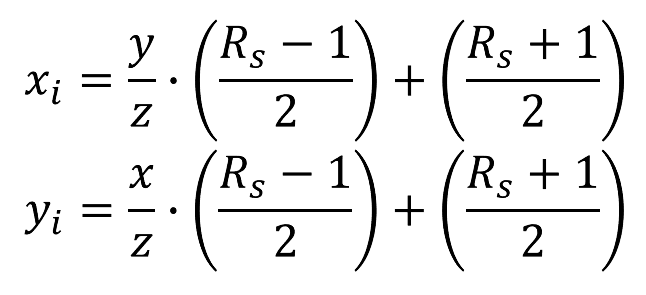 x_i = y/z · ((R_s − 1)/2) + ((R_s + 1)/2)
y_i = x/z · ((R_s − 1)/2) + ((R_s + 1)/2)